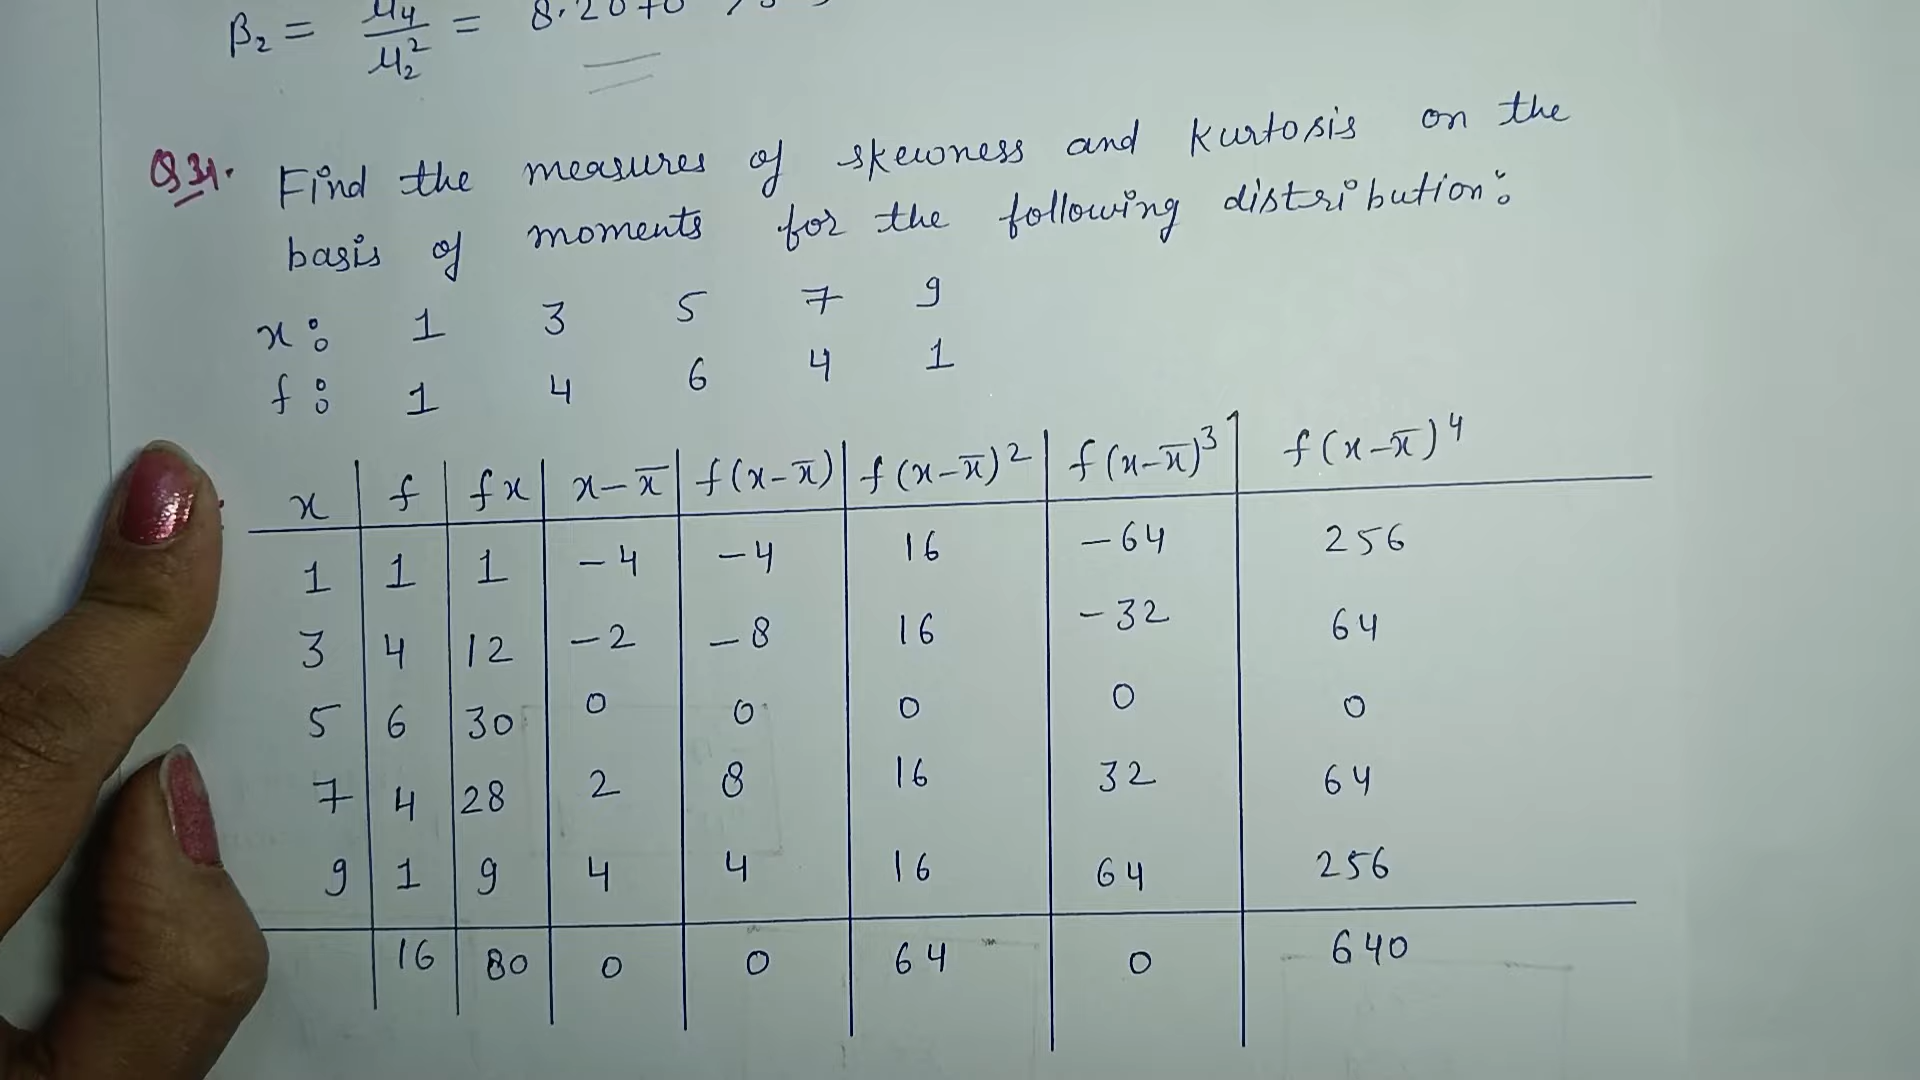 β₂ = μ₄/μ₂² = 8.20
Q31. Find the measures of skewness and kurtosis on the
basis of moments for the following distribution:
x: 1 3 5 7 9
f: 1 4 6 4 1
x | f | fx | x-x̄ | f(x-x̄) | f(x-x̄)² | f(x-x̄)³ | f(x-x̄)⁴
1 | 1 | 1 | -4 | -4 | 16 | -64 | 256
3 | 4 | 12 | -2 | -8 | 16 | -32 | 64
5 | 6 | 30 | 0 | 0 | 0 | 0 | 0
7 | 4 | 28 | 2 | 8 | 16 | 32 | 64
9 | 1 | 9 | 4 | 4 | 16 | 64 | 256
16 | 80 | 0 | 0 | 64 | 0 | 640